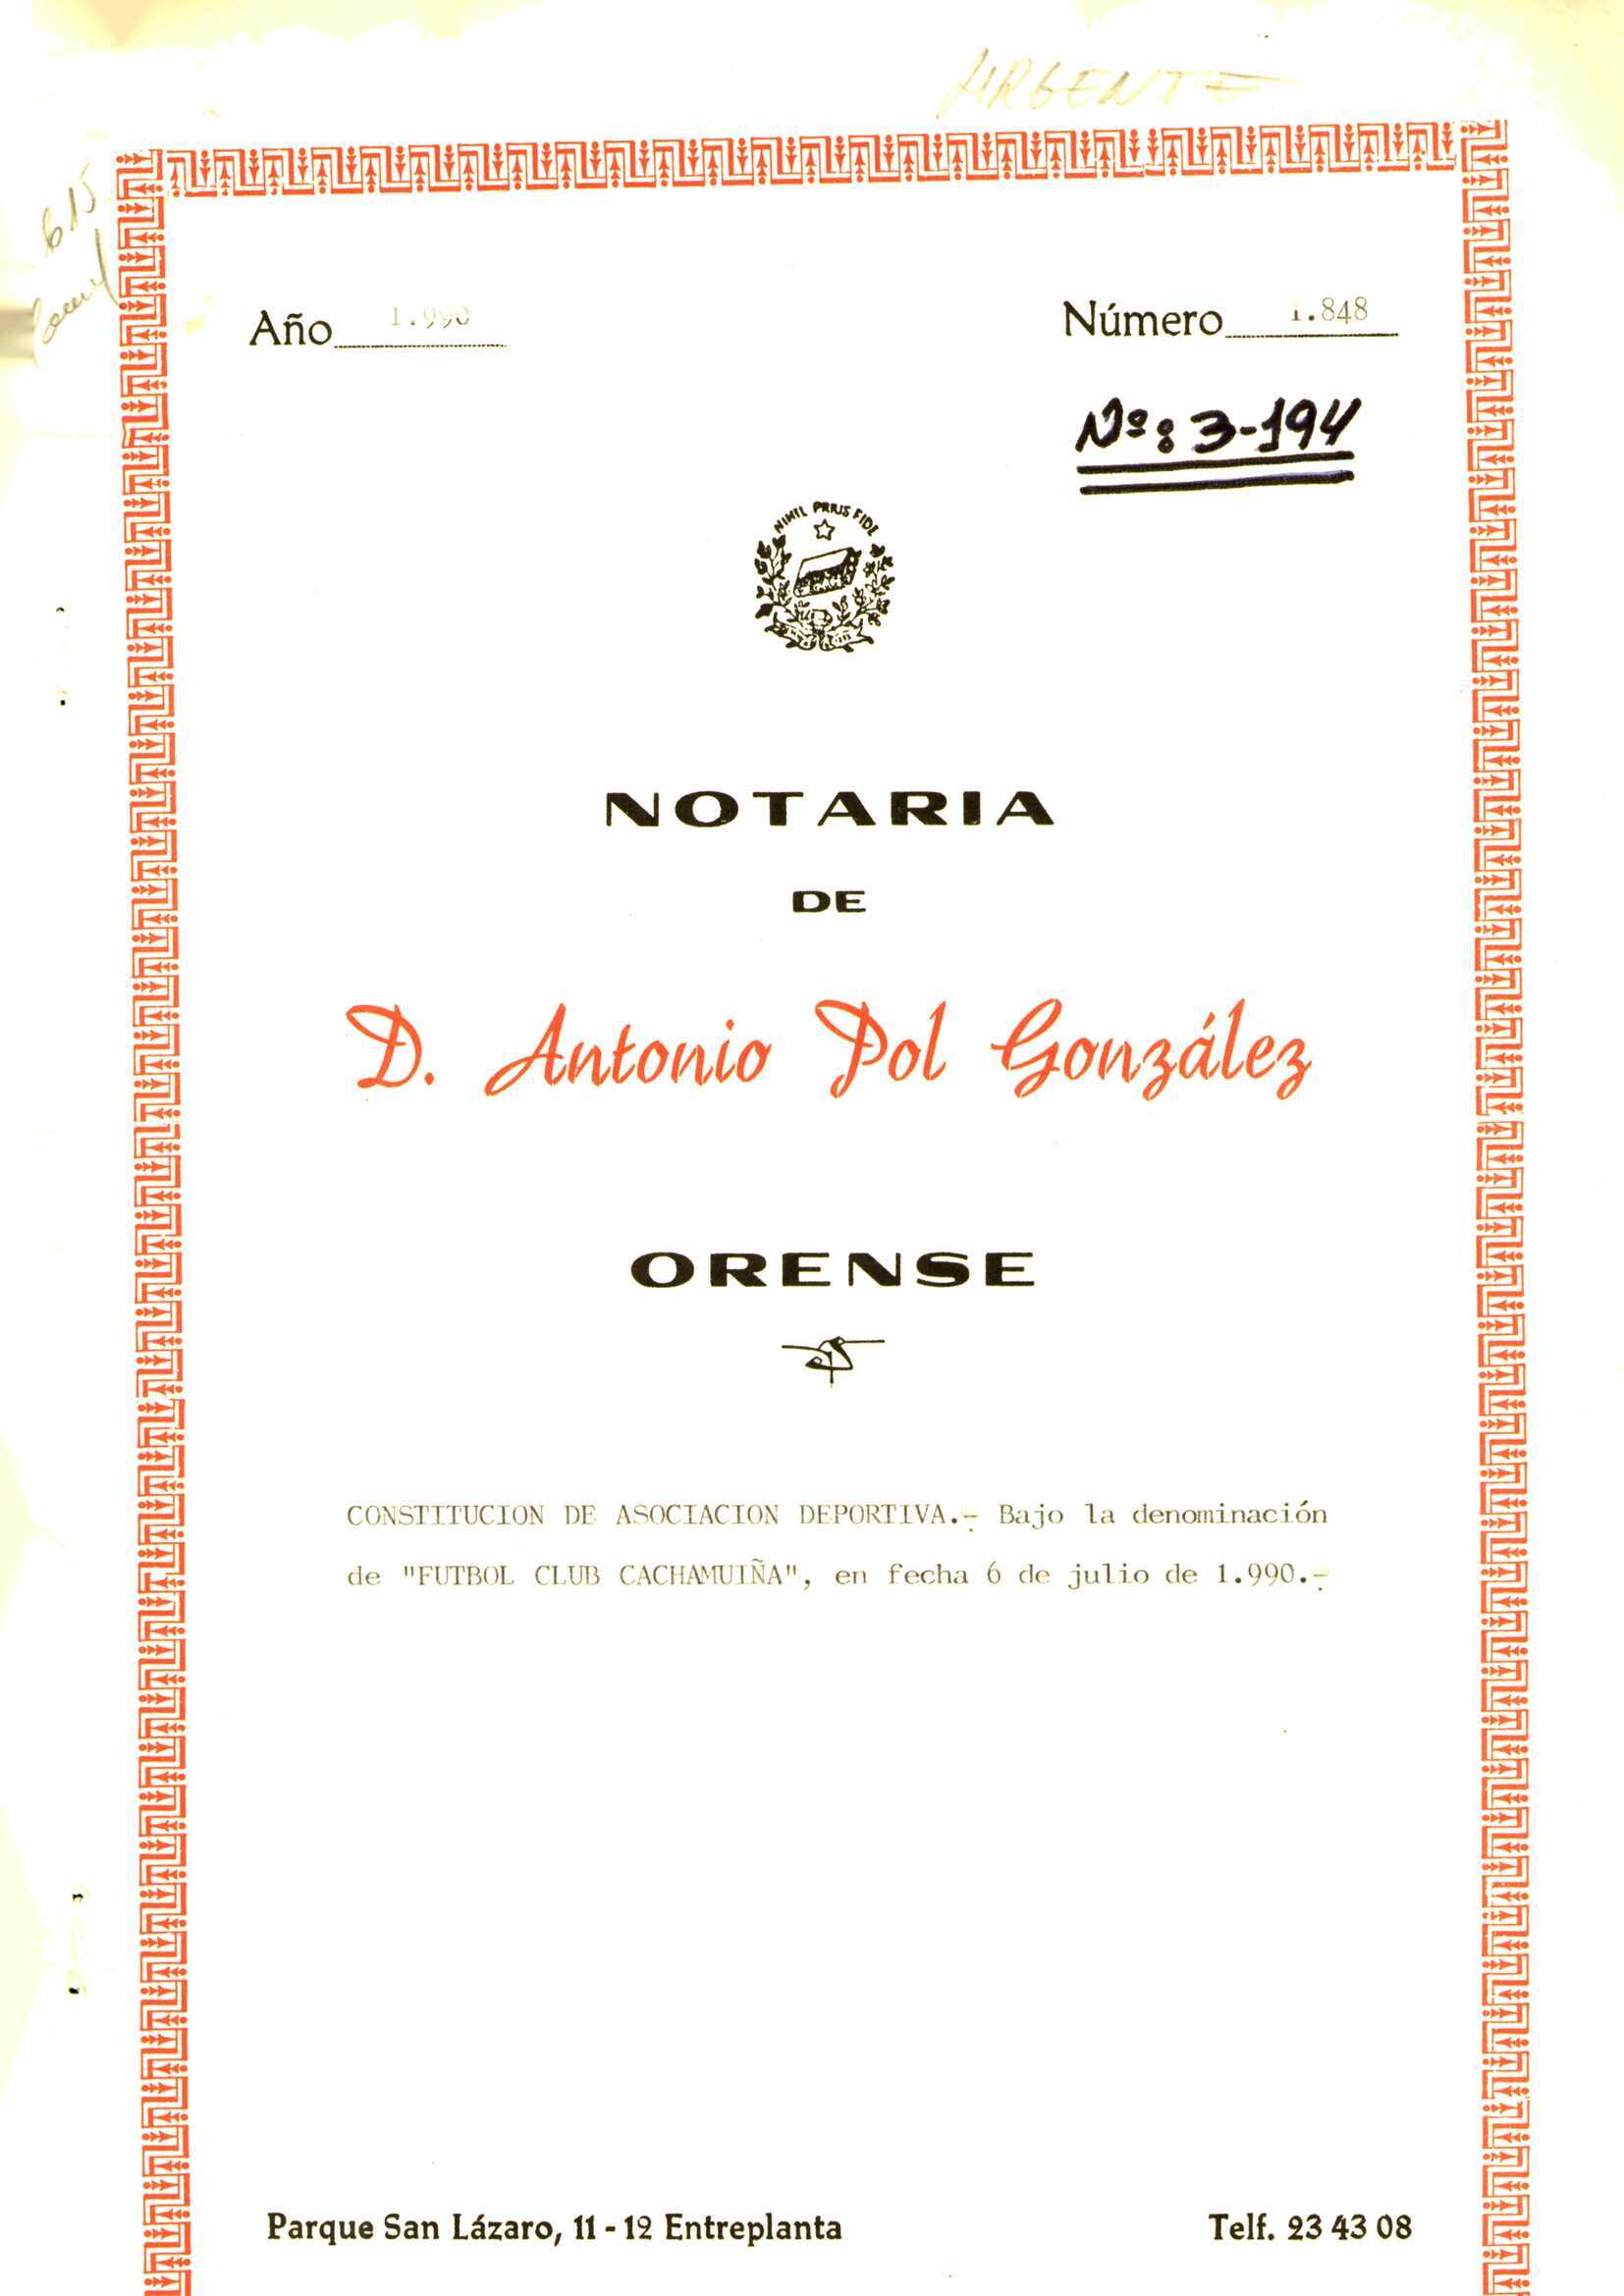 URGENTE
615
Año 1.990
Número 1.848
Nº: 3-194
NIHIL PRIUS FIDE
NOTARIA
DE
D. Antonio Pol González
ORENSE
CONSTITUCION DE ASOCIACION DEPORTIVA.- Bajo la denominación
de "FUTBOL CLUB CACHAMUIÑA", en fecha 6 de julio de 1.990.-
Parque San Lázaro, 11 - 12 Entreplanta
Telf. 23 43 08